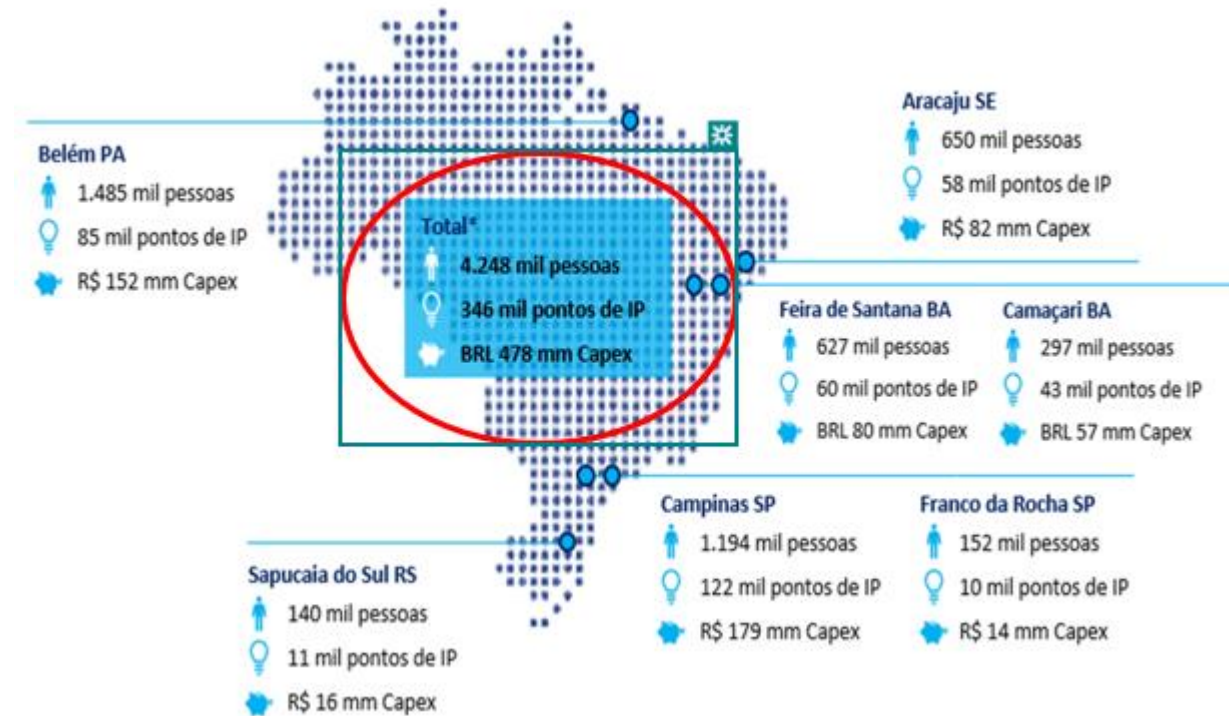 Belém PA
1.485 mil pessoas
85 mil pontos de IP
R$ 152 mm Capex
Total*
4.248 mil pessoas
346 mil pontos de IP
BRL 478 mm Capex
Aracaju SE
650 mil pessoas
58 mil pontos de IP
R$ 82 mm Capex
Feira de Santana BA
627 mil pessoas
60 mil pontos de IP
BRL 80 mm Capex
Camaçari BA
297 mil pessoas
43 mil pontos de IP
BRL 57 mm Capex
Campinas SP
1.194 mil pessoas
122 mil pontos de IP
R$ 179 mm Capex
Franco da Rocha SP
152 mil pessoas
10 mil pontos de IP
R$ 14 mm Capex
Sapucaia do Sul RS
140 mil pessoas
11 mil pontos de IP
R$ 16 mm Capex